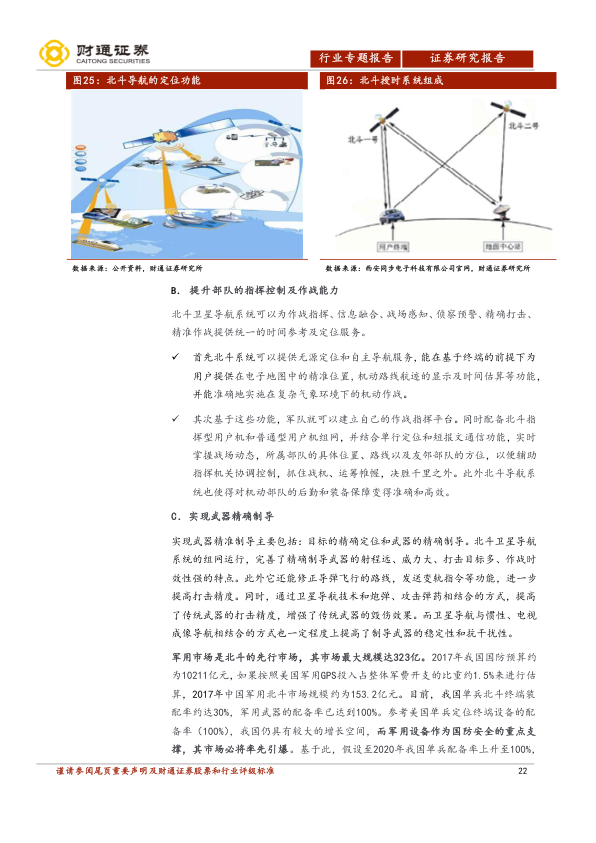 财通证券
CAITONG SECURITIES
行业专题报告 证券研究报告
图25：北斗导航的定位功能
图26：北斗授时系统组成
北斗一号
北斗二号
用户终端
地面中心站
数据来源：公开资料，财通证券研究所
数据来源：西安同步电子科技有限公司官网，财通证券研究所
B. 提升部队的指挥控制及作战能力
北斗卫星导航系统可以为作战指挥、信息融合、战场感知、侦察预警、精确打击、
精准作战提供统一的时间参考及定位服务。
✓ 首先北斗系统可以提供无源定位和自主导航服务，能在基于终端的前提下为
用户提供在电子地图中的精准位置，机动路线航迹的显示及时间估算等功能，
并能准确地实施在复杂气象环境下的机动作战。
✓ 其次基于这些功能，军队就可以建立自己的作战指挥平台。同时配备北斗指
挥型用户机和普通型用户机组网，并结合单行定位和短报文通信功能，实时
掌握战场动态，所属部队的具体位置、路线以及友邻部队的方位，以便辅助
指挥机关协调控制，抓住战机、运筹帷幄，决胜千里之外。此外北斗导航系
统也使得对机动部队的后勤和装备保障变得准确和高效。
C. 实现武器精确制导
实现武器精准制导主要包括：目标的精确定位和武器的精确制导。北斗卫星导航
系统的组网运行，完善了精确制导武器的射程远、威力大、打击目标多、作战时
效性强的特点。此外它还能修正导弹飞行的路线，发送变轨指令等功能，进一步
提高打击精度。同时，通过卫星导航技术和炮弹、攻击弹药相结合的方式，提高
了传统武器的打击精度，增强了传统武器的毁伤效果。而卫星导航与惯性、电视
成像导航相结合的方式也一定程度上提高了制导武器的稳定性和抗干扰性。
军用市场是北斗的先行市场，其市场最大规模达323亿。2017年我国国防预算约
为10211亿元，如果按照美国军用GPS投入占整体军费开支的比重约1.5%来进行估
算，2017年中国军用北斗市场规模约为153.2亿元。目前，我国单兵北斗终端装
配率约达30%，军用武器的配备率已达到100%。参考美国单兵定位终端设备的配
备率（100%），我国仍具有较大的增长空间，而军用设备作为国防安全的重点支
撑，其市场必将率先引爆。基于此，假设至2020年我国单兵配备率上升至100%，
谨请参阅尾页重要声明及财通证券股票和行业评级标准 22